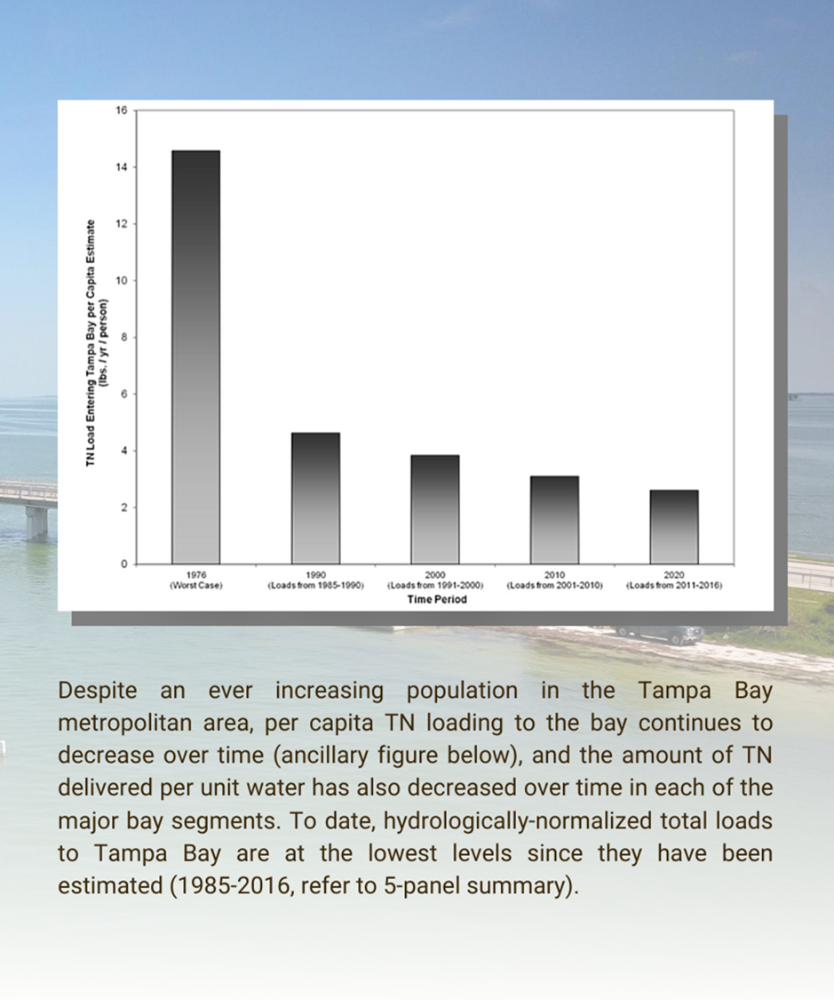 16
14
12
10
8
6
4
2
0
TN Load Entering Tampa Bay per Capita Estimate
(lbs. / yr / person)
1976
(Worst Case)
1990
(Loads from 1985-1990)
2000
(Loads from 1991-2000)
2010
(Loads from 2001-2010)
2020
(Loads from 2011-2016)
Time Period
Despite an ever increasing population in the Tampa Bay
metropolitan area, per capita TN loading to the bay continues to
decrease over time (ancillary figure below), and the amount of TN
delivered per unit water has also decreased over time in each of the
major bay segments. To date, hydrologically-normalized total loads
to Tampa Bay are at the lowest levels since they have been
estimated (1985-2016, refer to 5-panel summary).